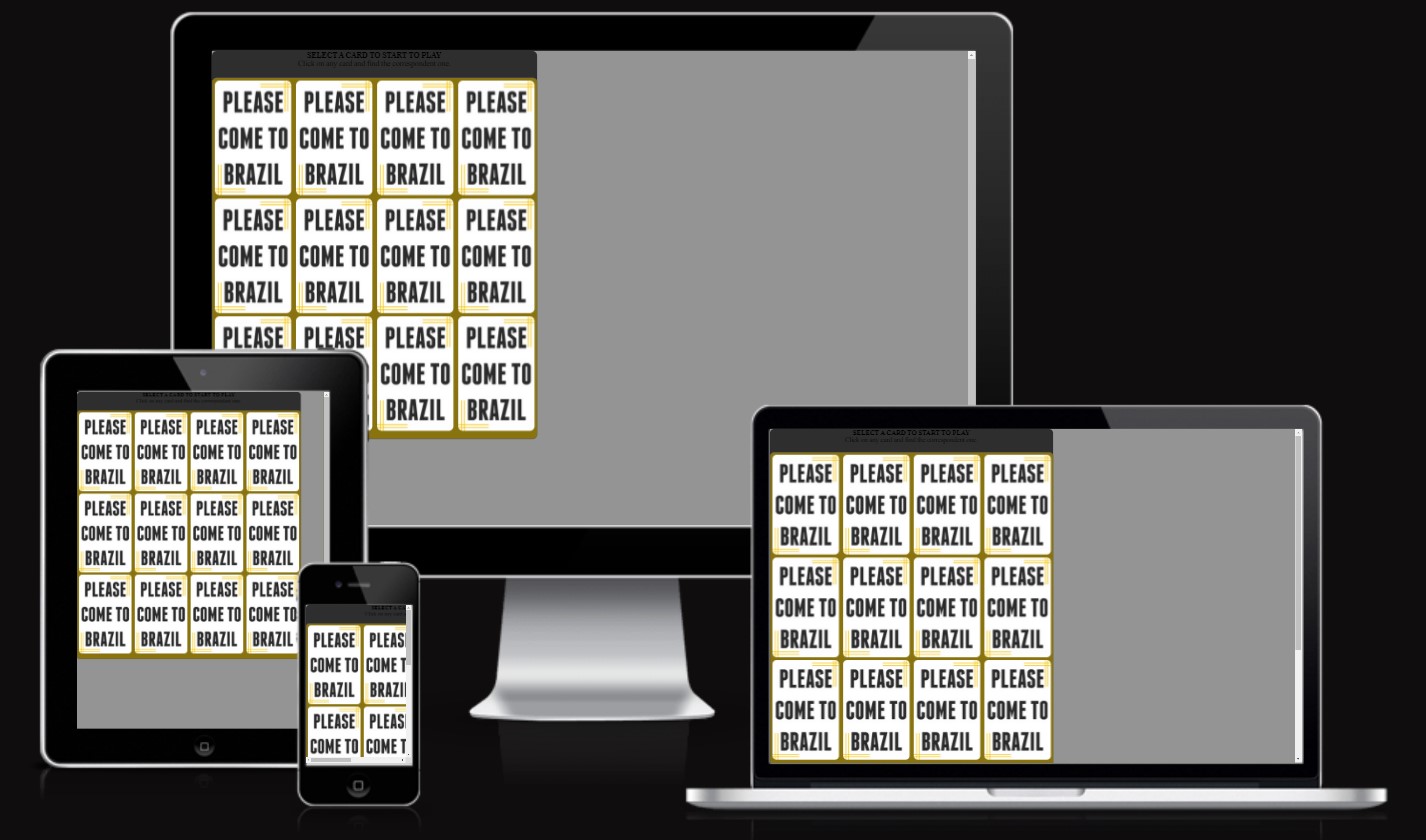 SELECT A CARD TO START TO PLAY
Click on any card and find the correspondent one
PLEASE PLEASE PLEASE PLEASE
COME TO COME TO COME TO COME TO
BRAZIL BRAZIL BRAZIL BRAZIL
PLEASE PLEASE PLEASE PLEASE
COME TO COME TO COME TO COME TO
BRAZIL BRAZIL BRAZIL BRAZIL
PLEASE PLEASE PLEASE PLEASE
COME TO COME TO
BRAZIL BRAZIL
SELECT A CARD TO START TO PLAY
Click on any card and find the correspondent one
PLEASE PLEASE PLEASE PLEASE
COME TO COME TO COME TO COME TO
BRAZIL BRAZIL BRAZIL BRAZIL
PLEASE PLEASE PLEASE PLEASE
COME TO COME TO COME TO COME TO
BRAZIL BRAZIL BRAZIL BRAZIL
PLEASE PLEASE PLEASE PLEASE
COME TO COME TO COME TO COME TO
BRAZIL BRAZIL BRAZIL BRAZIL
SELECT A CA
PLEASE PLEAS
COME TO COME T
BRAZIL BRAZI
PLEASE PLEAS
COME TO COME T
SELECT A CARD TO START TO PLAY
Click on any card and find the correspondent one
PLEASE PLEASE PLEASE PLEASE
COME TO COME TO COME TO COME TO
BRAZIL BRAZIL BRAZIL BRAZIL
PLEASE PLEASE PLEASE PLEASE
COME TO COME TO COME TO COME TO
BRAZIL BRAZIL BRAZIL BRAZIL
PLEASE PLEASE PLEASE PLEASE
COME TO COME TO COME TO COME TO
BRAZIL BRAZIL BRAZIL BRAZIL